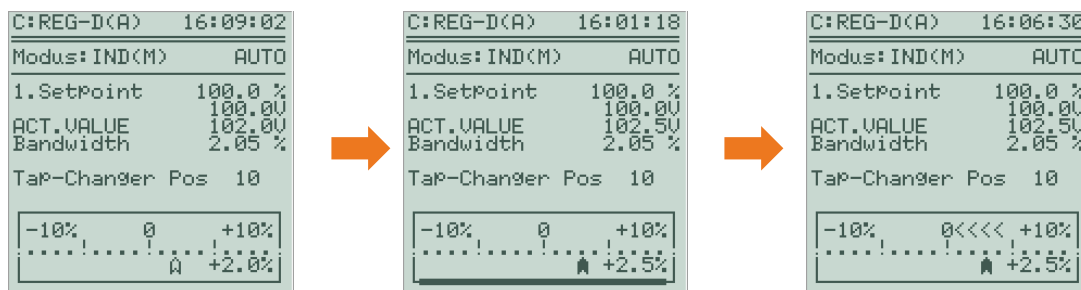 C:REG-D(A) 16:09:02
Modus:IND(M) AUTO
1.Setpoint 100.0 %
100.0V
ACT.VALUE 102.0V
Bandwidth 2.05 %
Tap-Changer Pos 10
-10% 0 +10%
+2.0%
C:REG-D(A) 16:01:18
Modus:IND(M) AUTO
1.Setpoint 100.0 %
100.0V
ACT.VALUE 102.5V
Bandwidth 2.05 %
Tap-Changer Pos 10
-10% 0 +10%
+2.5%
C:REG-D(A) 16:06:30
Modus:IND(M) AUTO
1.Setpoint 100.0 %
100.0V
ACT.VALUE 102.5V
Bandwidth 2.05 %
Tap-Changer Pos 10
-10% 0<<<< +10%
+2.5%